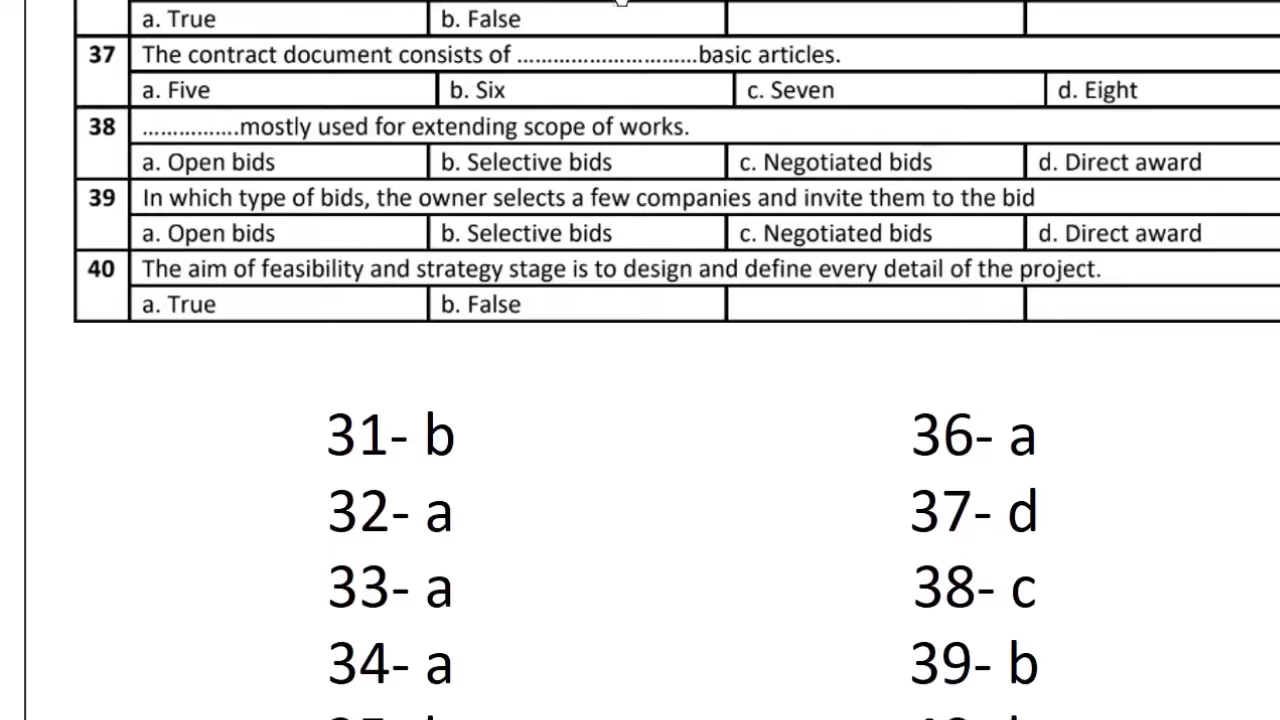 a. True b. False
37 The contract document consists of ................................basic articles.
a. Five b. Six c. Seven d. Eight
38 ................mostly used for extending scope of works.
a. Open bids b. Selective bids c. Negotiated bids d. Direct award
39 In which type of bids, the owner selects a few companies and invite them to the bid
a. Open bids b. Selective bids c. Negotiated bids d. Direct award
40 The aim of feasibility and strategy stage is to design and define every detail of the project.
a. True b. False
31- b 36- a
32- a 37- d
33- a 38- c
34- a 39- b